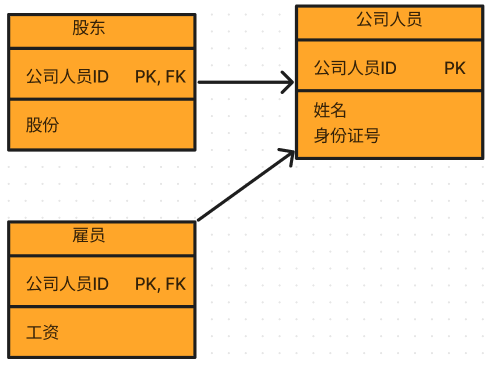 股东
公司人员ID PK, FK
股份
公司人员
公司人员ID PK
姓名
身份证号
雇员
公司人员ID PK, FK
工资